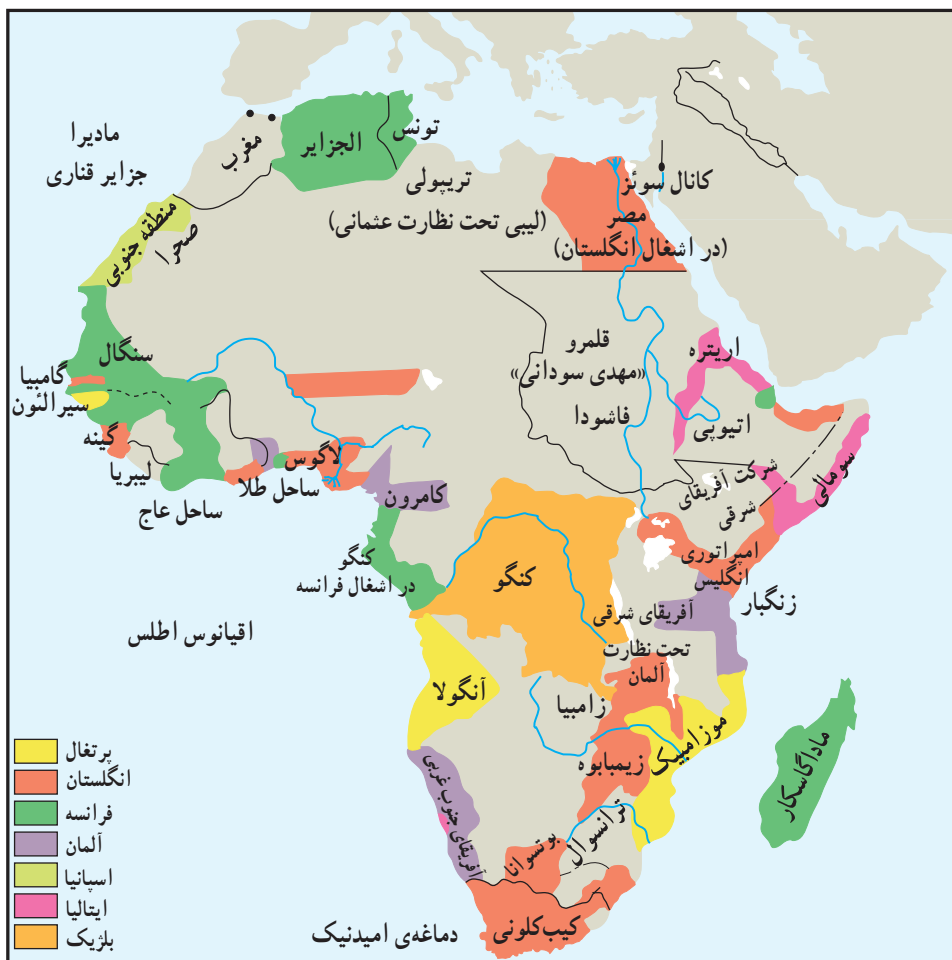 مادیرا
جزایر قناری
مغرب
الجزایر
تونس
تریپولی
(لیبی تحت نظارت عثمانی)
کانال سوئز
مصر
(در اشغال انگلستان)
منطقه جنوبی
صحرا
سنگال
گامبیا
سیرالئون
گینه
لیبریا
ساحل عاج
ساحل طلا
لاگوس
کامرون
قلمرو
«مهدی سودانی»
فاشودا
اریتره
اتیوپی
شرکت آفریقای
شرقی
سومالی
امپراتوری
انگلیس
زنگبار
کنگو
در اشغال فرانسه
کنگو
آفریقای شرقی
تحت نظارت
آلمان
اقیانوس اطلس
آنگولا
زامبیا
موزامبیک
زیمبابوه
ماداگاسکار
آفریقای جنوب غربی
بوتسوانا
ترانسوال
کیپ‌کلونی
دماغه‌ی امیدنیک
پرتغال
انگلستان
فرانسه
آلمان
اسپانیا
ایتالیا
بلژیک